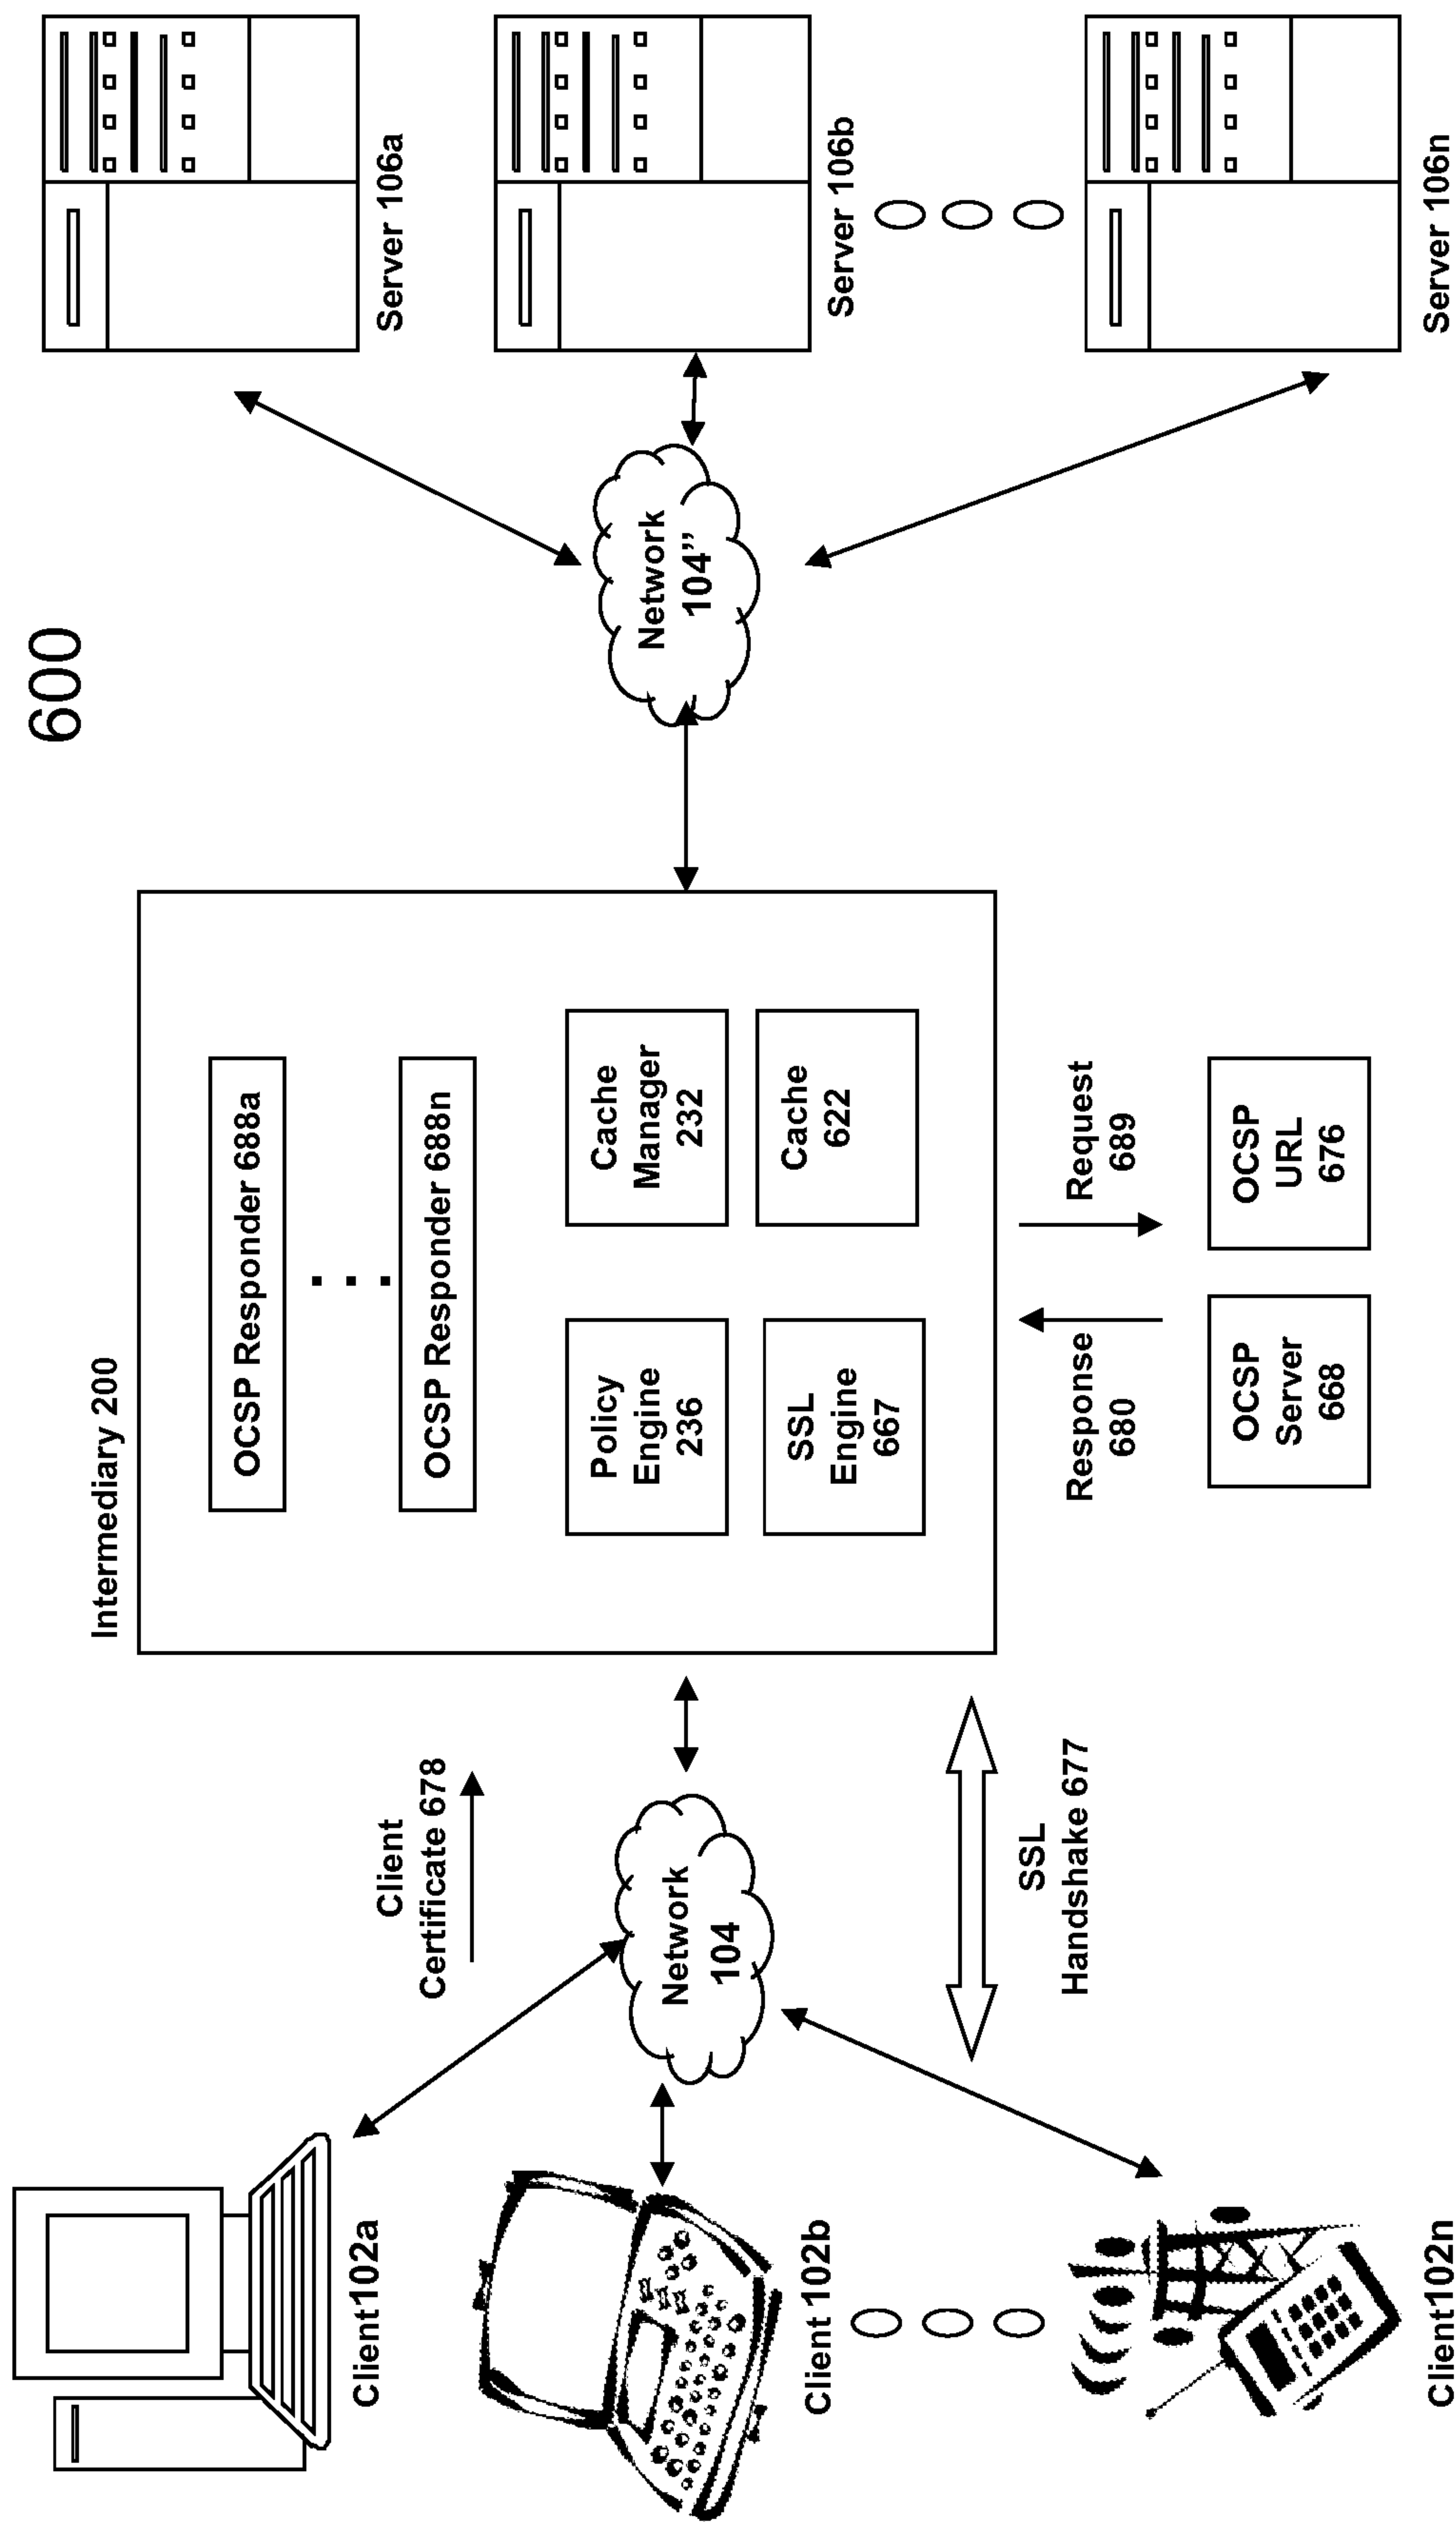 600
Client102a
Client 102b
Client102n
Client
Certificate 678
Network
104
SSL
Handshake 677
Intermediary 200
OCSP Responder 688a
. . .
OCSP Responder 688n
Policy
Engine
236
Cache
Manager
232
SSL
Engine
667
Cache
622
Response
680
Request
689
OCSP
Server
668
OCSP
URL
676
Network
104”
Server 106a
Server 106b
Server 106n